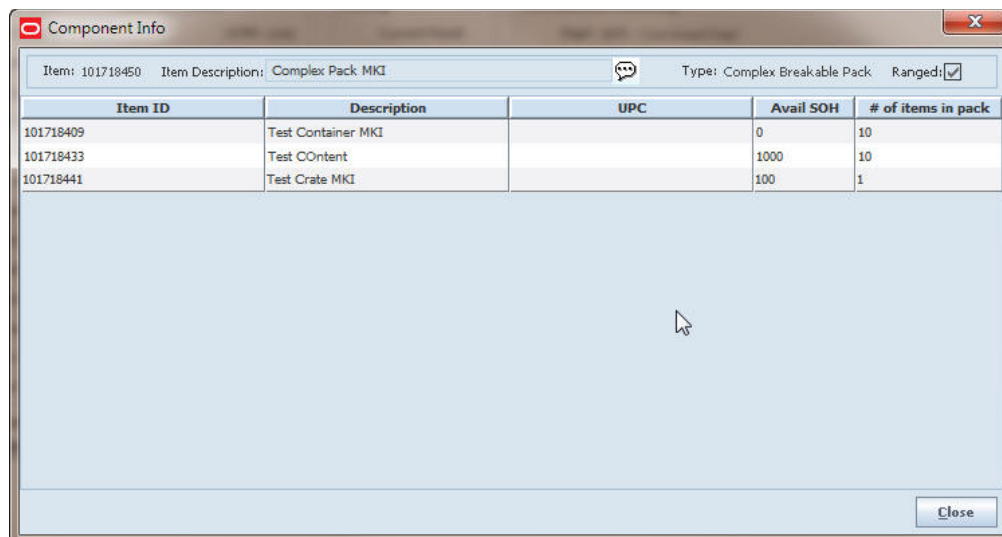 Component Info
Item: 101718450 Item Description: Complex Pack MKI Type: Complex Breakable Pack Ranged:
Item ID Description UPC Avail SOH # of items in pack
101718409 Test Container MKI 0 10
101718433 Test COntent 1000 10
101718441 Test Crate MKI 100 1
Close